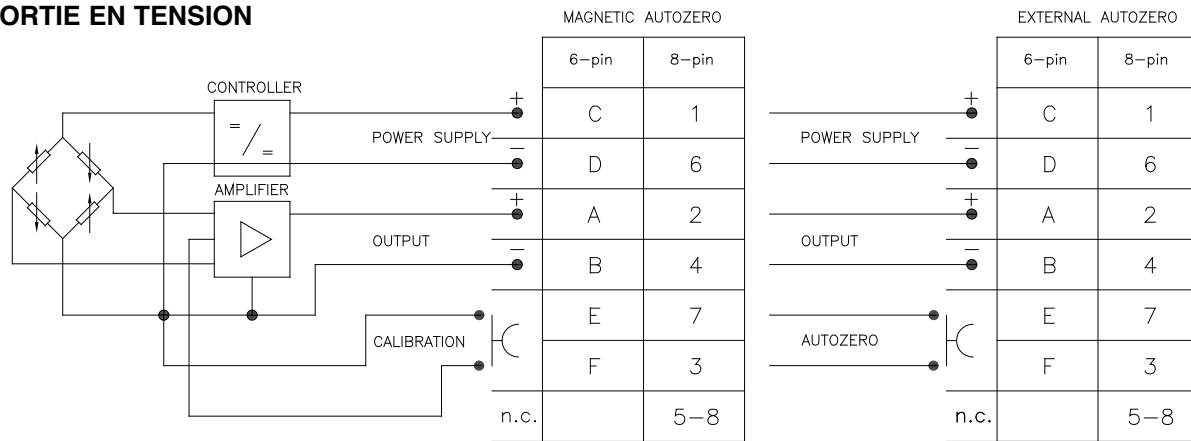 ORTIE EN TENSION
MAGNETIC AUTOZERO
6-pin 8-pin
CONTROLLER
= / =
POWER SUPPLY
+ C 1
- D 6
AMPLIFIER
OUTPUT
+ A 2
- B 4
CALIBRATION
E 7
F 3
n.c. 5-8
EXTERNAL AUTOZERO
6-pin 8-pin
POWER SUPPLY
+ C 1
- D 6
OUTPUT
+ A 2
- B 4
AUTOZERO
E 7
F 3
n.c. 5-8